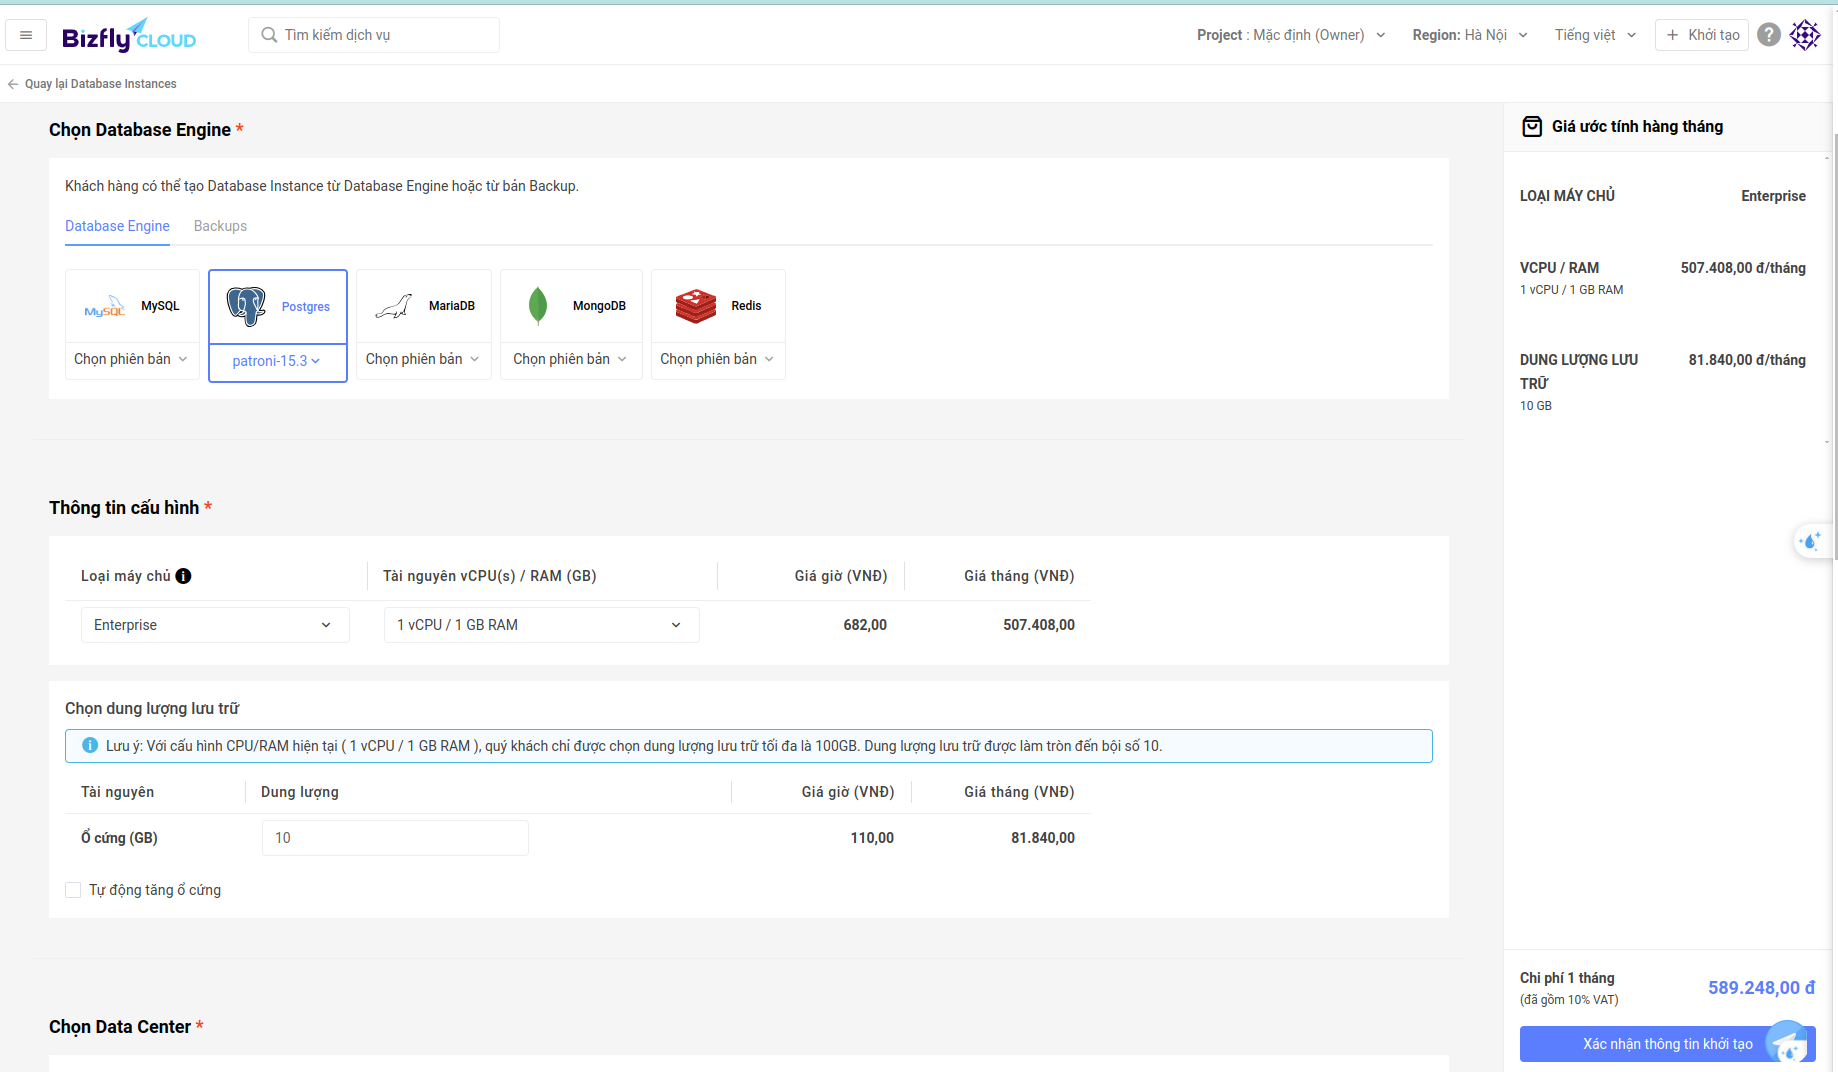 Bizfly CLOUD
Tìm kiếm dịch vụ
Project : Mặc định (Owner)
Region: Hà Nội
Tiếng việt
+ Khởi tạo
?
← Quay lại Database Instances
Chọn Database Engine *
Khách hàng có thể tạo Database Instance từ Database Engine hoặc từ bản Backup.
Database Engine Backups
MySQL MySQL
Postgres
MariaDB
MongoDB
Redis
Chọn phiên bản
patroni-15.3
Chọn phiên bản
Chọn phiên bản
Chọn phiên bản
Thông tin cấu hình *
Loại máy chủ i Tài nguyên vCPU(s) / RAM (GB) Giá giờ (VNĐ) Giá tháng (VNĐ)
Enterprise 1 vCPU / 1 GB RAM 682,00 507.408,00
Chọn dung lượng lưu trữ
i Lưu ý: Với cấu hình CPU/RAM hiện tại ( 1 vCPU / 1 GB RAM ), quý khách chỉ được chọn dung lượng lưu trữ tối đa là 100GB. Dung lượng lưu trữ được làm tròn đến bội số 10.
Tài nguyên Dung lượng Giá giờ (VNĐ) Giá tháng (VNĐ)
Ổ cứng (GB) 10 110,00 81.840,00
Tự động tăng ổ cứng
Chọn Data Center *
Giá ước tính hàng tháng
LOẠI MÁY CHỦ Enterprise
VCPU / RAM 507.408,00 đ/tháng
1 vCPU / 1 GB RAM
DUNG LƯỢNG LƯU 81.840,00 đ/tháng
TRỮ
10 GB
Chi phí 1 tháng 589.248,00 đ
(đã gồm 10% VAT)
Xác nhận thông tin khởi tạo